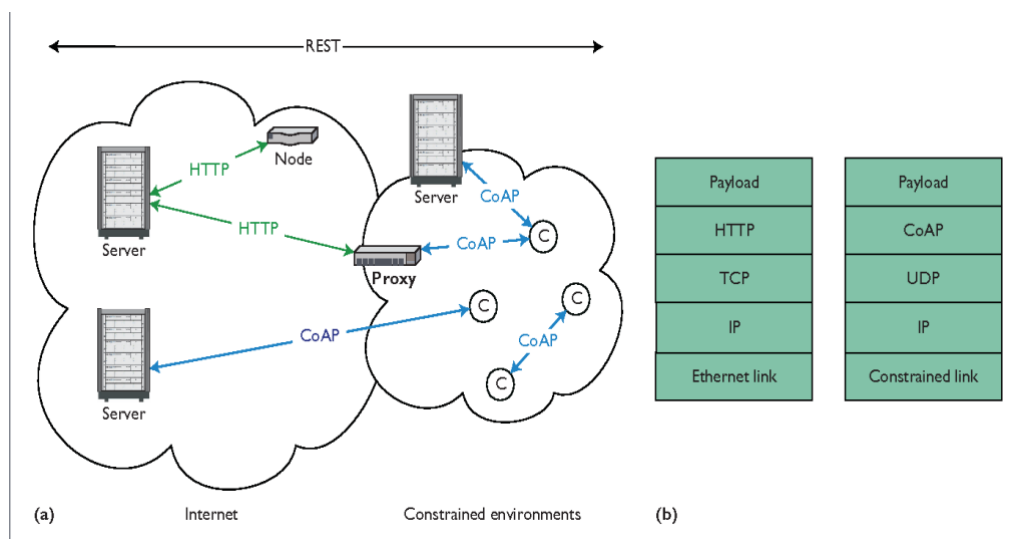 REST
Node
HTTP
Server
CoAP
Server
HTTP
C
CoAP
Proxy
C
C
CoAP
CoAP
C
Server
(a)
Internet
Constrained environments
Payload
HTTP
TCP
IP
Ethernet link
Payload
CoAP
UDP
IP
Constrained link
(b)